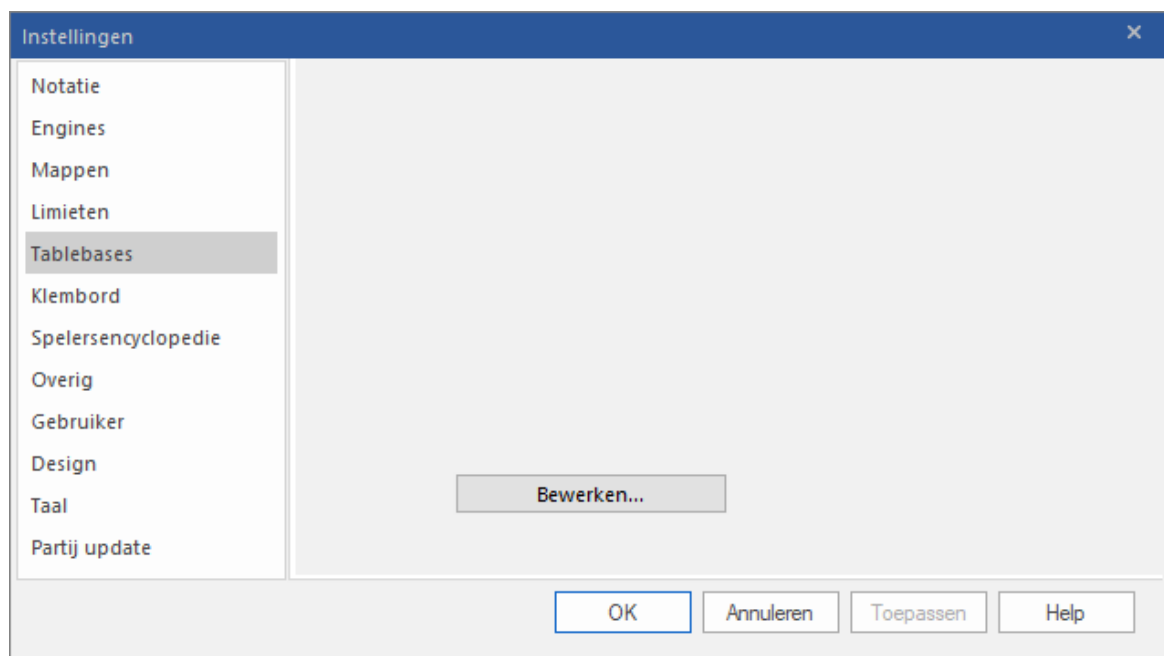 Instellingen
Notatie
Engines
Mappen
Limieten
Tablebases
Klembord
Spelersencyclopedie
Overig
Gebruiker
Design
Taal
Partij update
Bewerken...
OK Annuleren Toepassen Help